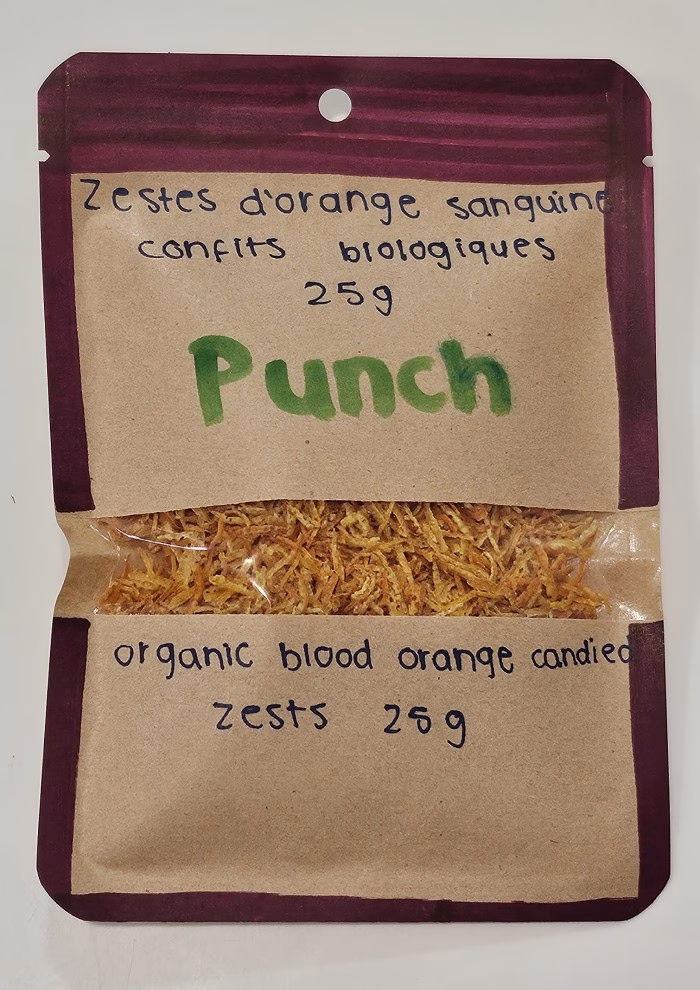 Zestes d'orange sanguine
confits biologiques
25g
Punch
organic blood orange candied
zests 25g